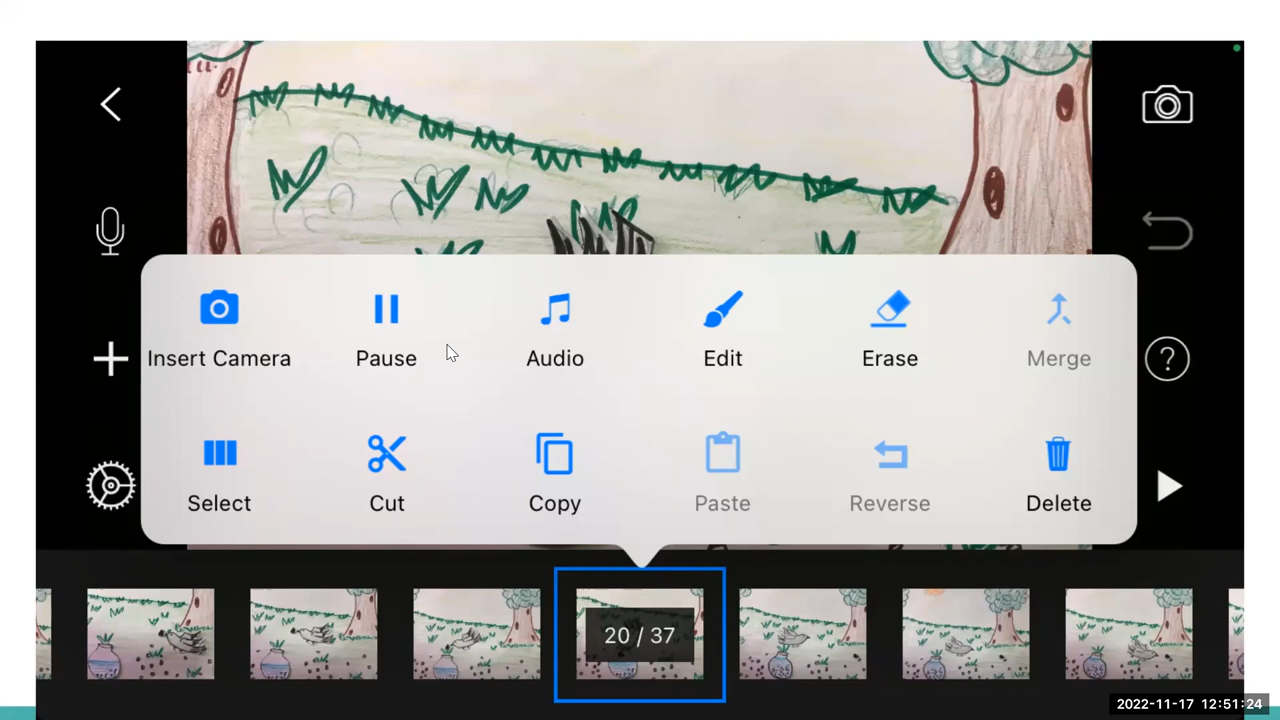 Insert Camera
Pause
Audio
Edit
Erase
Merge
Select
Cut
Copy
Paste
Reverse
Delete
?
20 / 37
2022-11-17 12:51:24